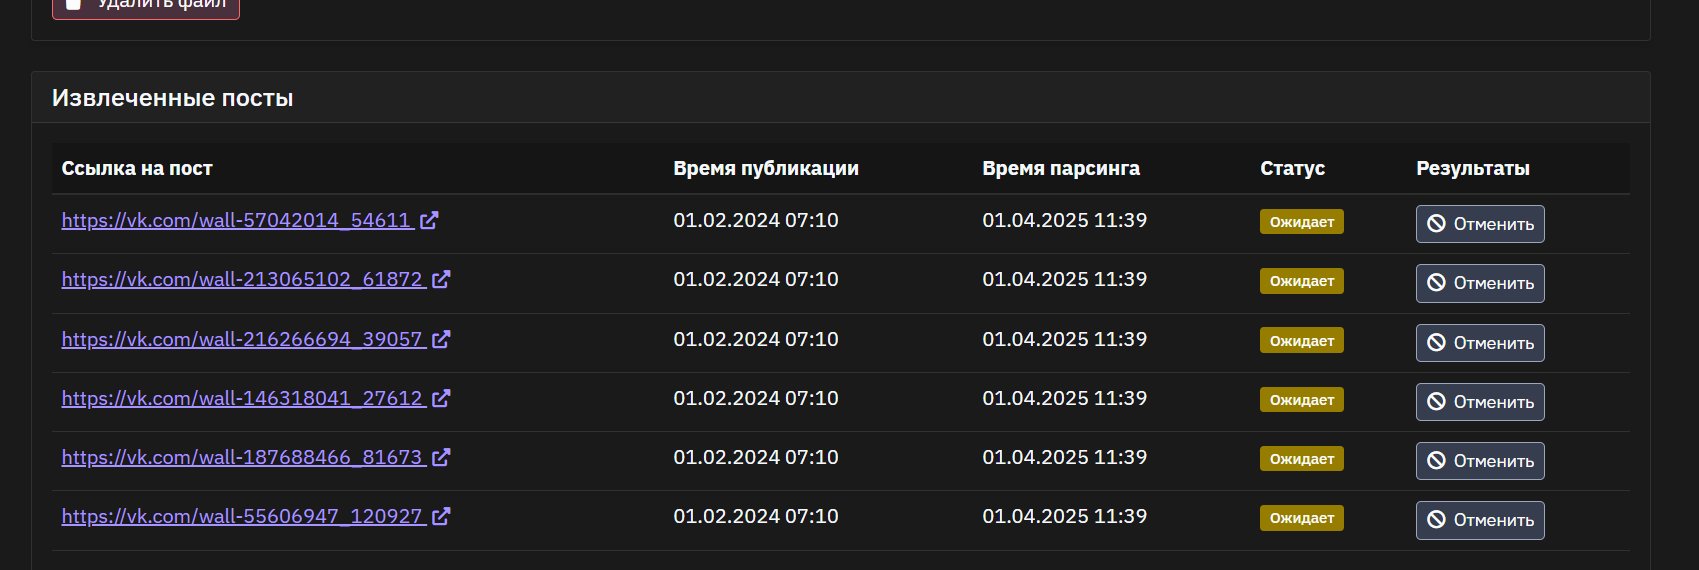 Удалить файл
Извлеченные посты
Ссылка на пост Время публикации Время парсинга Статус Результаты
https://vk.com/wall-57042014_54611 01.02.2024 07:10 01.04.2025 11:39 Ожидает Отменить
https://vk.com/wall-213065102_61872 01.02.2024 07:10 01.04.2025 11:39 Ожидает Отменить
https://vk.com/wall-216266694_39057 01.02.2024 07:10 01.04.2025 11:39 Ожидает Отменить
https://vk.com/wall-146318041_27612 01.02.2024 07:10 01.04.2025 11:39 Ожидает Отменить
https://vk.com/wall-187688466_81673 01.02.2024 07:10 01.04.2025 11:39 Ожидает Отменить
https://vk.com/wall-55606947_120927 01.02.2024 07:10 01.04.2025 11:39 Ожидает Отменить